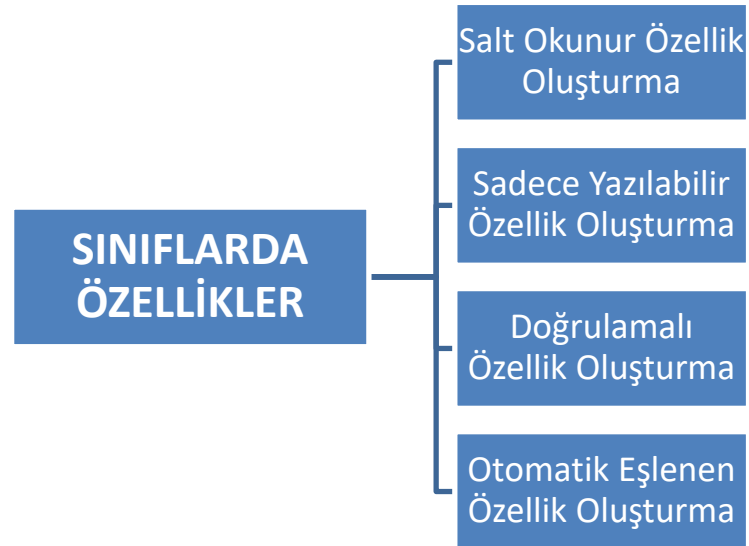 SINIFLARDA
ÖZELLİKLER
Salt Okunur Özellik
Oluşturma
Sadece Yazılabilir
Özellik Oluşturma
Doğrulamalı
Özellik Oluşturma
Otomatik Eşlenen
Özellik Oluşturma